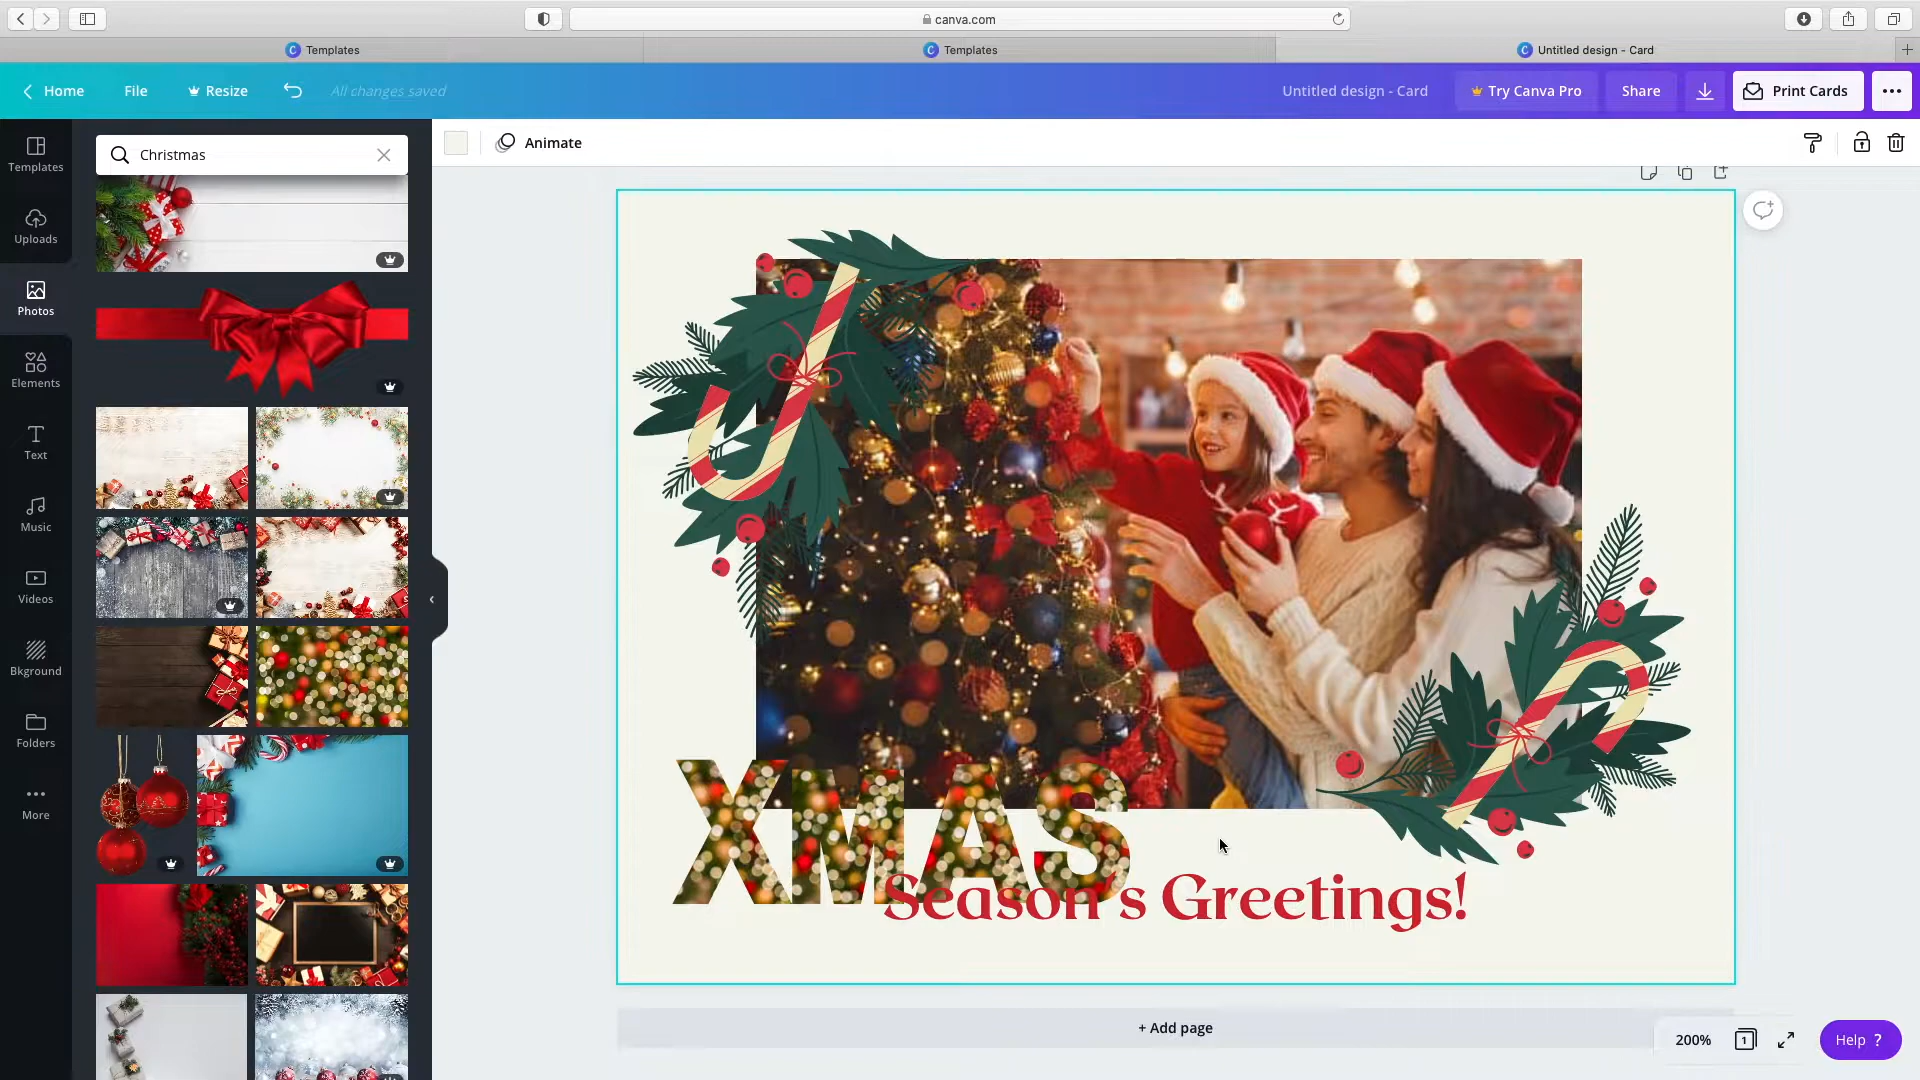 canva.com
Templates
Templates
Untitled design - Card
Home
File
Resize
All changes saved
Untitled design - Card
Try Canva Pro
Share
Print Cards
Templates
Uploads
Photos
Elements
Text
Music
Videos
Bkground
Folders
More
Christmas
Animate
XMAS
Season's Greetings!
+ Add page
200%
1
Help ?